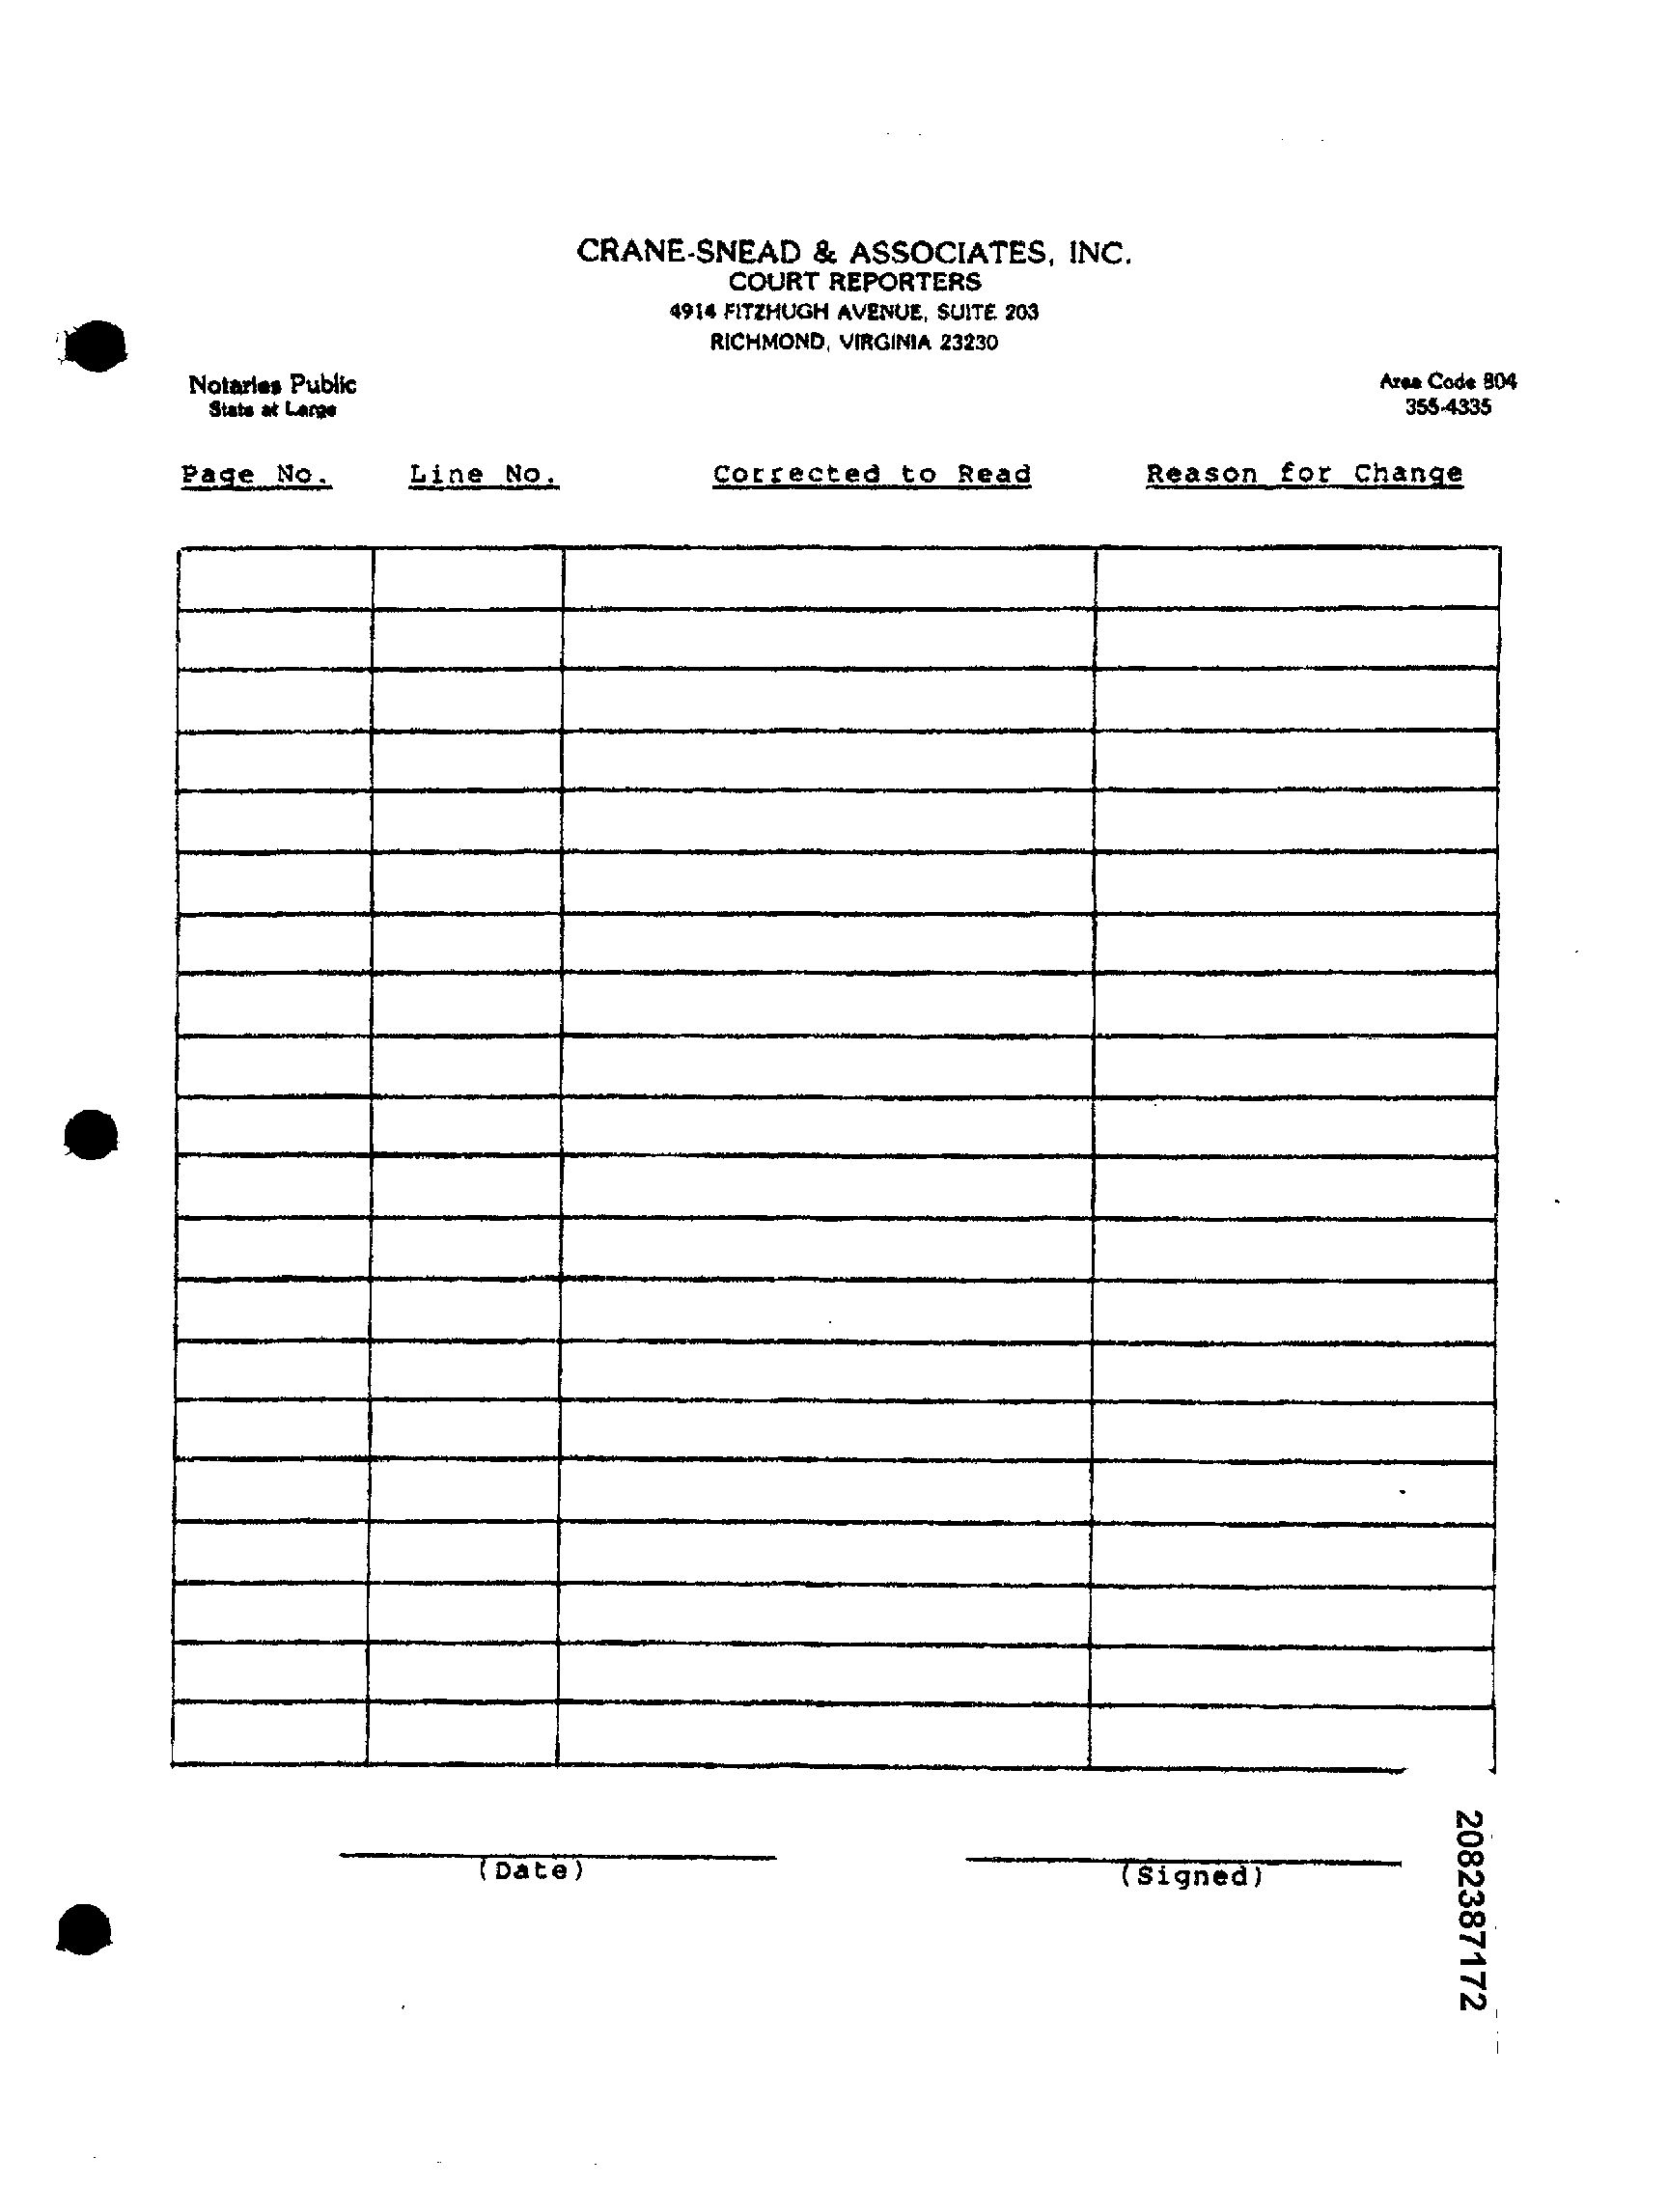 CRANE-SNEAD & ASSOCIATES, INC.
COURT REPORTERS
4914 FITZHUGH AVENUE, SUITE 203
RICHMOND, VIRGINIA 23230
Notaries Public
State at Large
Area Code 804
355-4335
Page No. Line No. Corrected to Read Reason for Change
(Date) (Signed)
2082387172